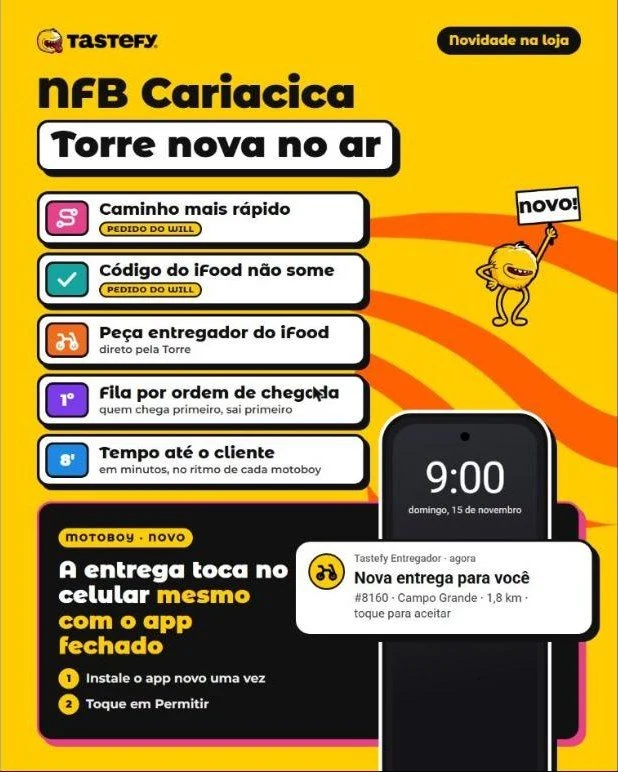 TASTEFY
Novidade na loja
NFB Cariacica
Torre nova no ar
Caminho mais rápido
PEDIDO DO WILL
Código do iFood não some
PEDIDO DO WILL
Peça entregador do iFood
direto pela Torre
1º
Fila por ordem de chegada
quem chega primeiro, sai primeiro
8'
Tempo até o cliente
em minutos, no ritmo de cada motoboy
novo!
9:00
domingo, 15 de novembro
MOTOBOY · NOVO
A entrega toca no
celular mesmo
com o app
fechado
1 Instale o app novo uma vez
2 Toque em Permitir
Tastefy Entregador · agora
Nova entrega para você
#8160 · Campo Grande · 1,8 km ·
toque para aceitar